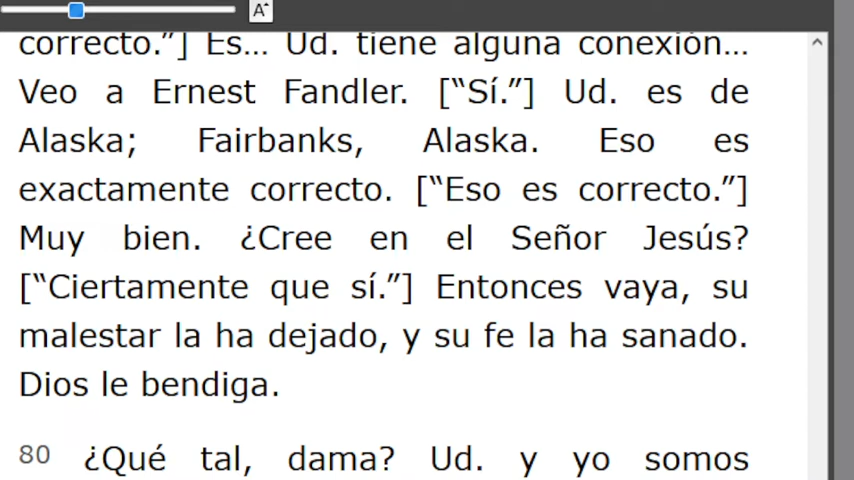 A
correcto.”] Es… Ud. tiene alguna conexión…
Veo a Ernest Fandler. [“Sí.”] Ud. es de
Alaska; Fairbanks, Alaska. Eso es
exactamente correcto. [“Eso es correcto.”]
Muy bien. ¿Cree en el Señor Jesús?
[“Ciertamente que sí.”] Entonces vaya, su
malestar la ha dejado, y su fe la ha sanado.
Dios le bendiga.
80 ¿Qué tal, dama? Ud. y yo somos